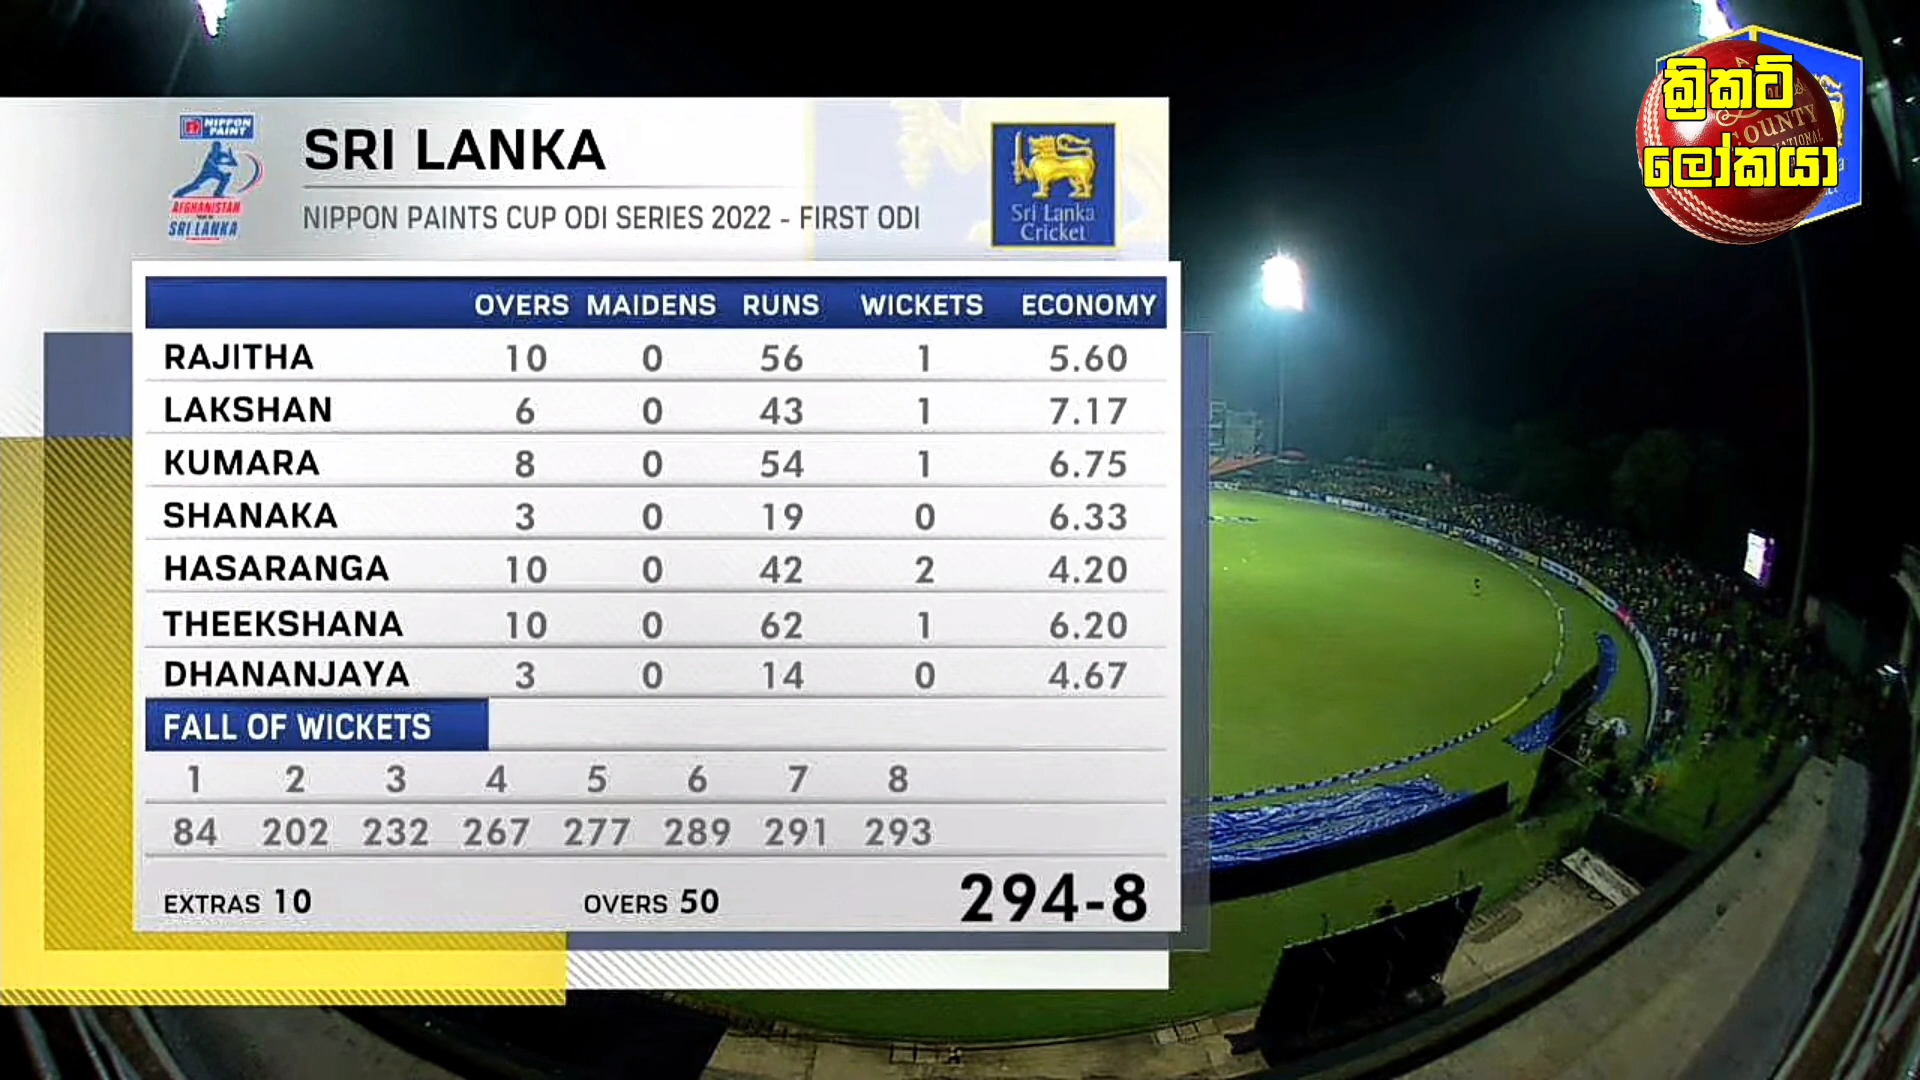 NIPPON
PAINT
AFGHANISTAN
SRI LANKA
SRI LANKA
NIPPON PAINTS CUP ODI SERIES 2022 - FIRST ODI
Sri Lanka
Cricket
ක්‍රිකට්
ලෝකයා
COUNTY
OVERS MAIDENS RUNS WICKETS ECONOMY
RAJITHA 10 0 56 1 5.60
LAKSHAN 6 0 43 1 7.17
KUMARA 8 0 54 1 6.75
SHANAKA 3 0 19 0 6.33
HASARANGA 10 0 42 2 4.20
THEEKSHANA 10 0 62 1 6.20
DHANANJAYA 3 0 14 0 4.67
FALL OF WICKETS
1 2 3 4 5 6 7 8
84 202 232 267 277 289 291 293
EXTRAS 10 OVERS 50 294-8